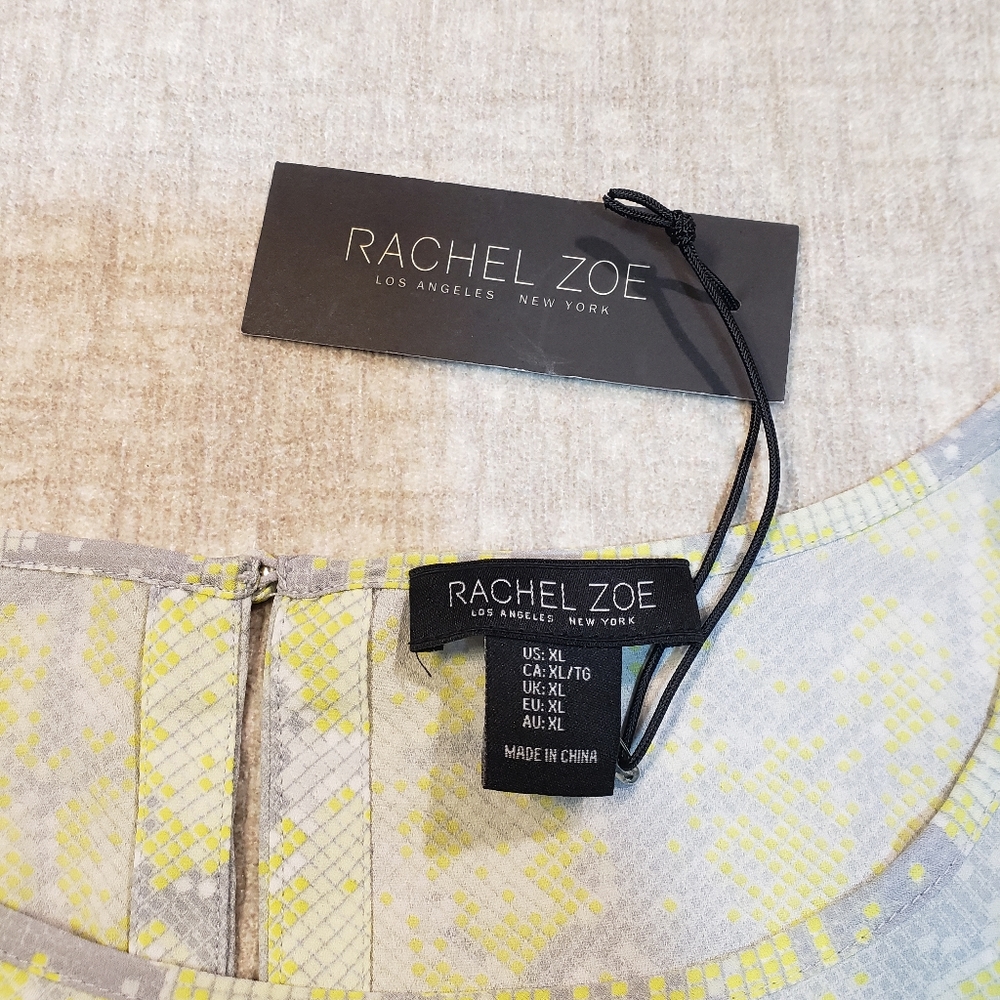 RACHEL ZOE
LOS ANGELES NEW YORK
RACHEL ZOE
LOS ANGELES NEW YORK
US: XL
CA: XL/TG
UK: XL
EU: XL
AU: XL
MADE IN CHINA